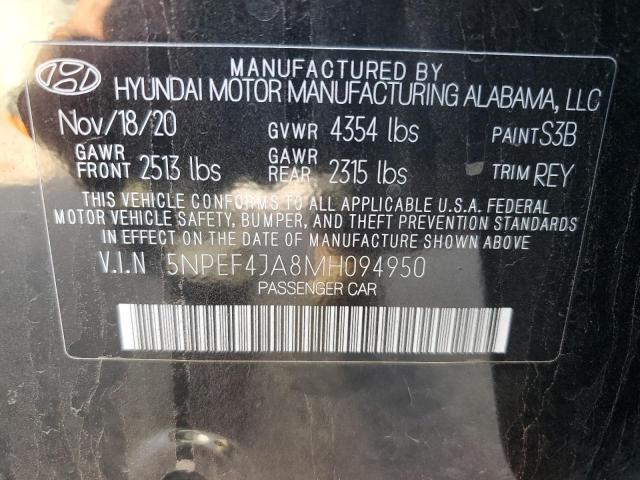 MANUFACTURED BY
HYUNDAI MOTOR MANUFACTURING ALABAMA, LLC
Nov/18/20 GVWR 4354 lbs PAINT S3B
GAWR FRONT 2513 lbs GAWR REAR 2315 lbs TRIM REY
THIS VEHICLE CONFORMS TO ALL APPLICABLE U.S.A. FEDERAL
MOTOR VEHICLE SAFETY, BUMPER, AND THEFT PREVENTION STANDARDS
IN EFFECT ON THE DATE OF MANUFACTURE SHOWN ABOVE.
V.I.N 5NPEF4JA8MH094950
PASSENGER CAR